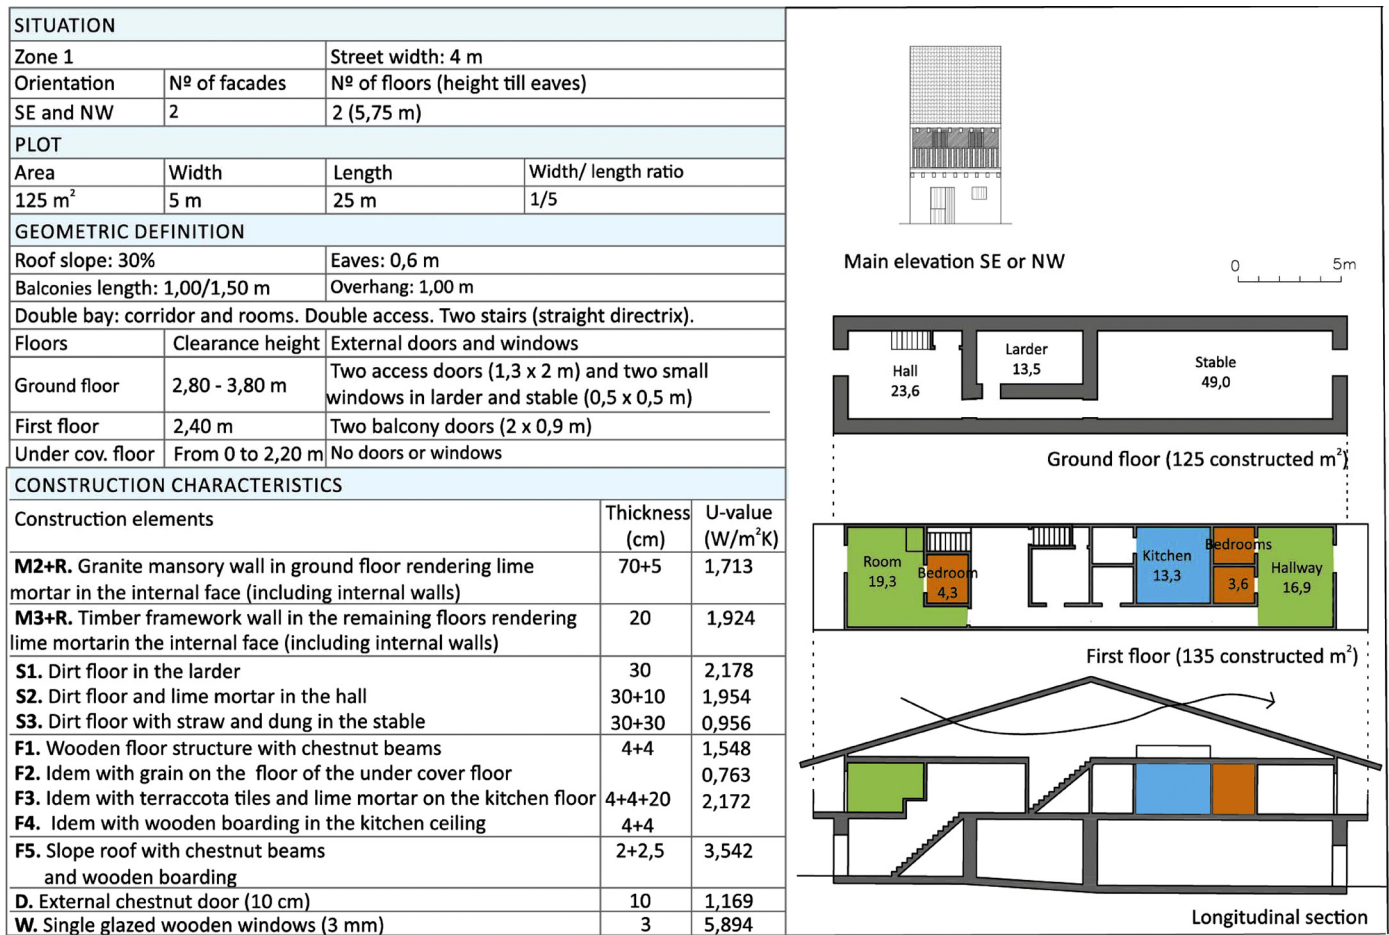 SITUATION
Zone 1 Street width: 4 m
Orientation Nº of facades Nº of floors (height till eaves)
SE and NW 2 2 (5,75 m)
PLOT
Area Width Length Width/ length ratio
125 m² 5 m 25 m 1/5
GEOMETRIC DEFINITION
Roof slope: 30% Eaves: 0,6 m
Balconies length: 1,00/1,50 m Overhang: 1,00 m
Double bay: corridor and rooms. Double access. Two stairs (straight directrix).
Floors Clearance height External doors and windows
Ground floor 2,80 - 3,80 m Two access doors (1,3 x 2 m) and two small
windows in larder and stable (0,5 x 0,5 m)
First floor 2,40 m Two balcony doors (2 x 0,9 m)
Under cov. floor From 0 to 2,20 m No doors or windows
CONSTRUCTION CHARACTERISTICS
Construction elements Thickness (cm) U-value (W/m²K)
M2+R. Granite mansory wall in ground floor rendering lime 70+5 1,713
mortar in the internal face (including internal walls)
M3+R. Timber framework wall in the remaining floors rendering 20 1,924
lime mortarin the internal face (including internal walls)
S1. Dirt floor in the larder 30 2,178
S2. Dirt floor and lime mortar in the hall 30+10 1,954
S3. Dirt floor with straw and dung in the stable 30+30 0,956
F1. Wooden floor structure with chestnut beams 4+4 1,548
F2. Idem with grain on the floor of the under cover floor 0,763
F3. Idem with terraccota tiles and lime mortar on the kitchen floor 4+4+20 2,172
F4. Idem with wooden boarding in the kitchen ceiling 4+4
F5. Slope roof with chestnut beams 2+2,5 3,542
and wooden boarding
D. External chestnut door (10 cm) 10 1,169
W. Single glazed wooden windows (3 mm) 3 5,894
Main elevation SE or NW
0 5m
Hall
23,6
Larder
13,5
Stable
49,0
Ground floor (125 constructed m²)
Room
19,3
Bedroom
4,3
Kitchen
13,3
Bedrooms
3,6
Hallway
16,9
First floor (135 constructed m²)
Longitudinal section